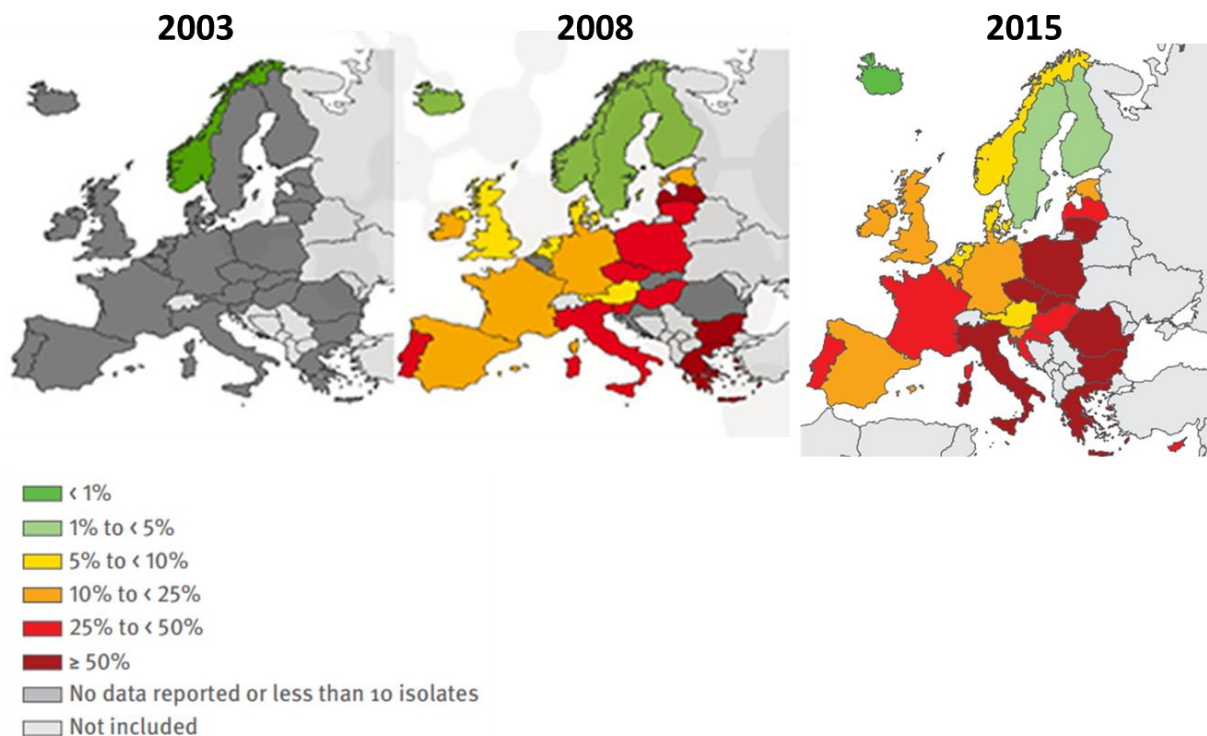 2003
2008
2015
< 1%
1% to < 5%
5% to < 10%
10% to < 25%
25% to < 50%
≥ 50%
No data reported or less than 10 isolates
Not included